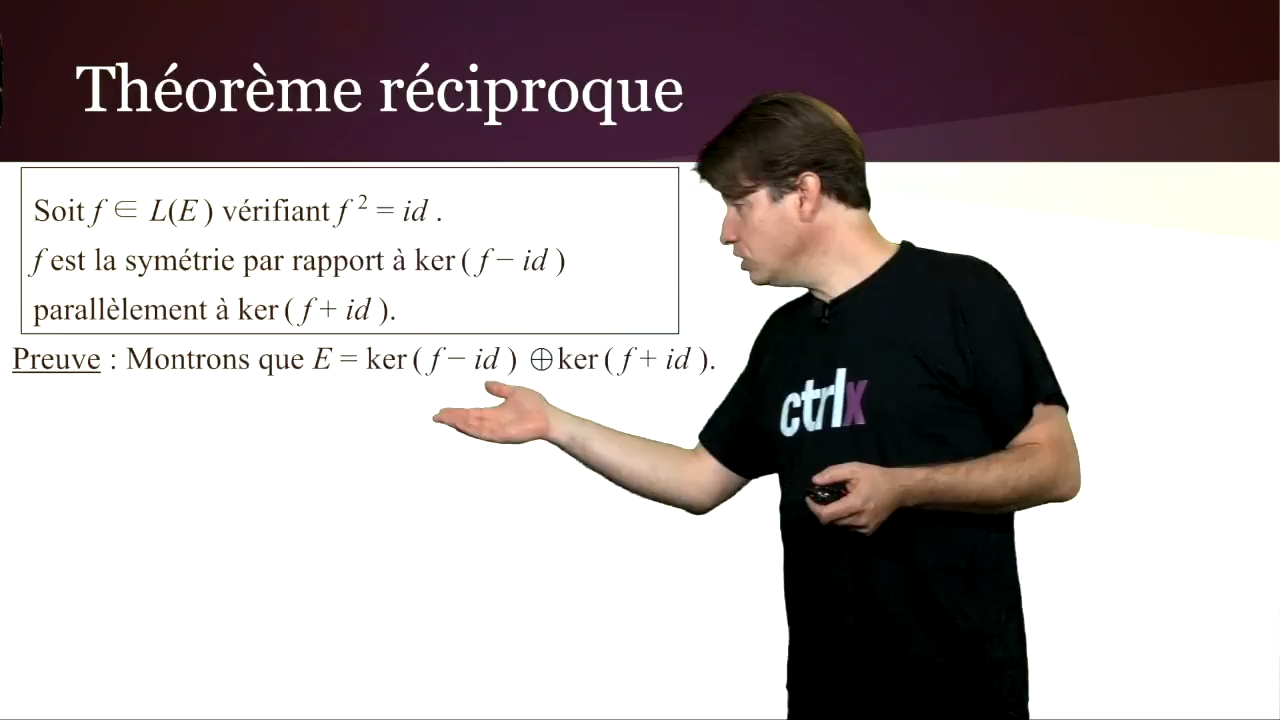 Théorème réciproque
Soit f ∈ L(E) vérifiant f² = id .
f est la symétrie par rapport à ker ( f − id )
parallèlement à ker ( f + id ).
Preuve : Montrons que E = ker ( f − id ) ⊕ ker ( f + id ).
ctrlx